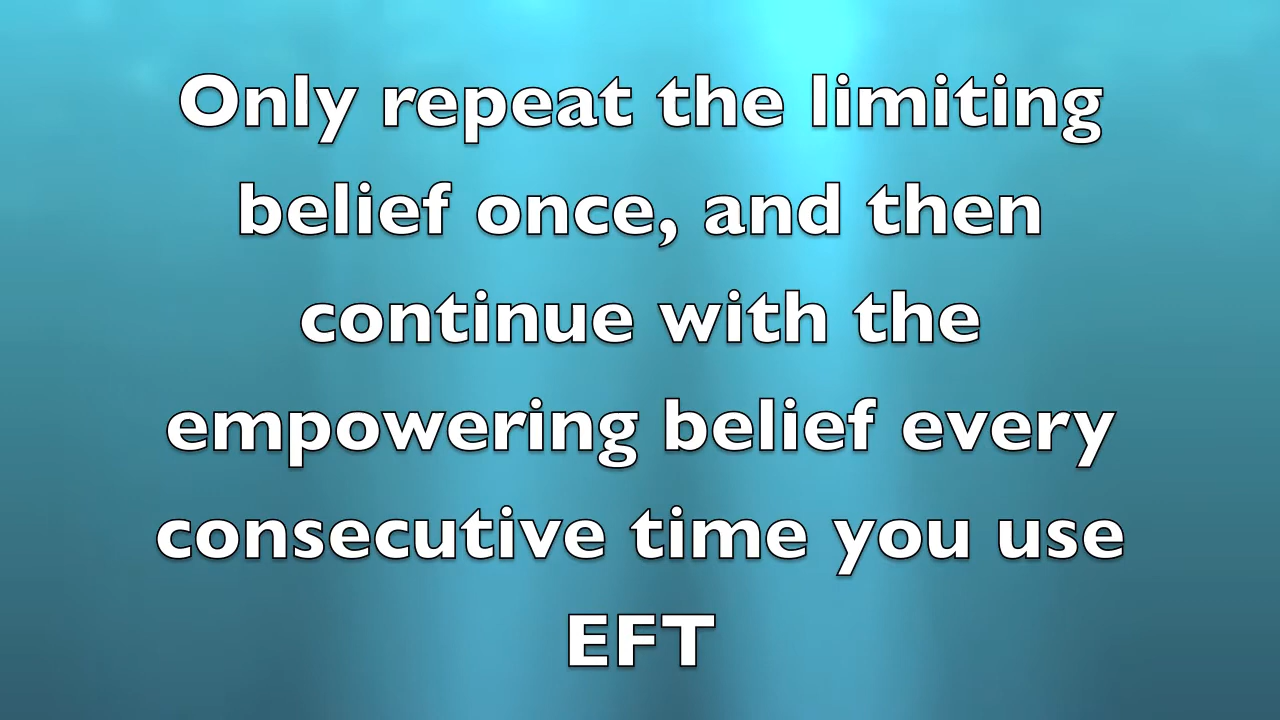 Only repeat the limiting
belief once, and then
continue with the
empowering belief every
consecutive time you use
EFT